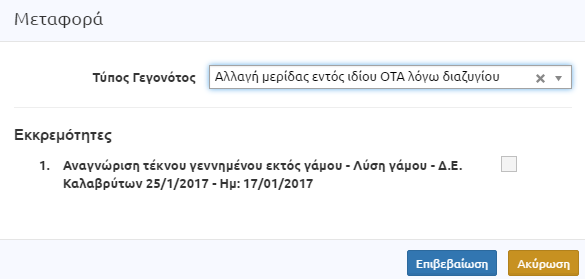 Μεταφορά
Τύπος Γεγονότος Αλλαγή μερίδας εντός ιδίου ΟΤΑ λόγω διαζυγίου
Εκκρεμότητες
1. Αναγνώριση τέκνου γεννημένου εκτός γάμου - Λύση γάμου - Δ.Ε.
Καλαβρύτων 25/1/2017 - Ημ: 17/01/2017
Επιβεβαίωση Ακύρωση